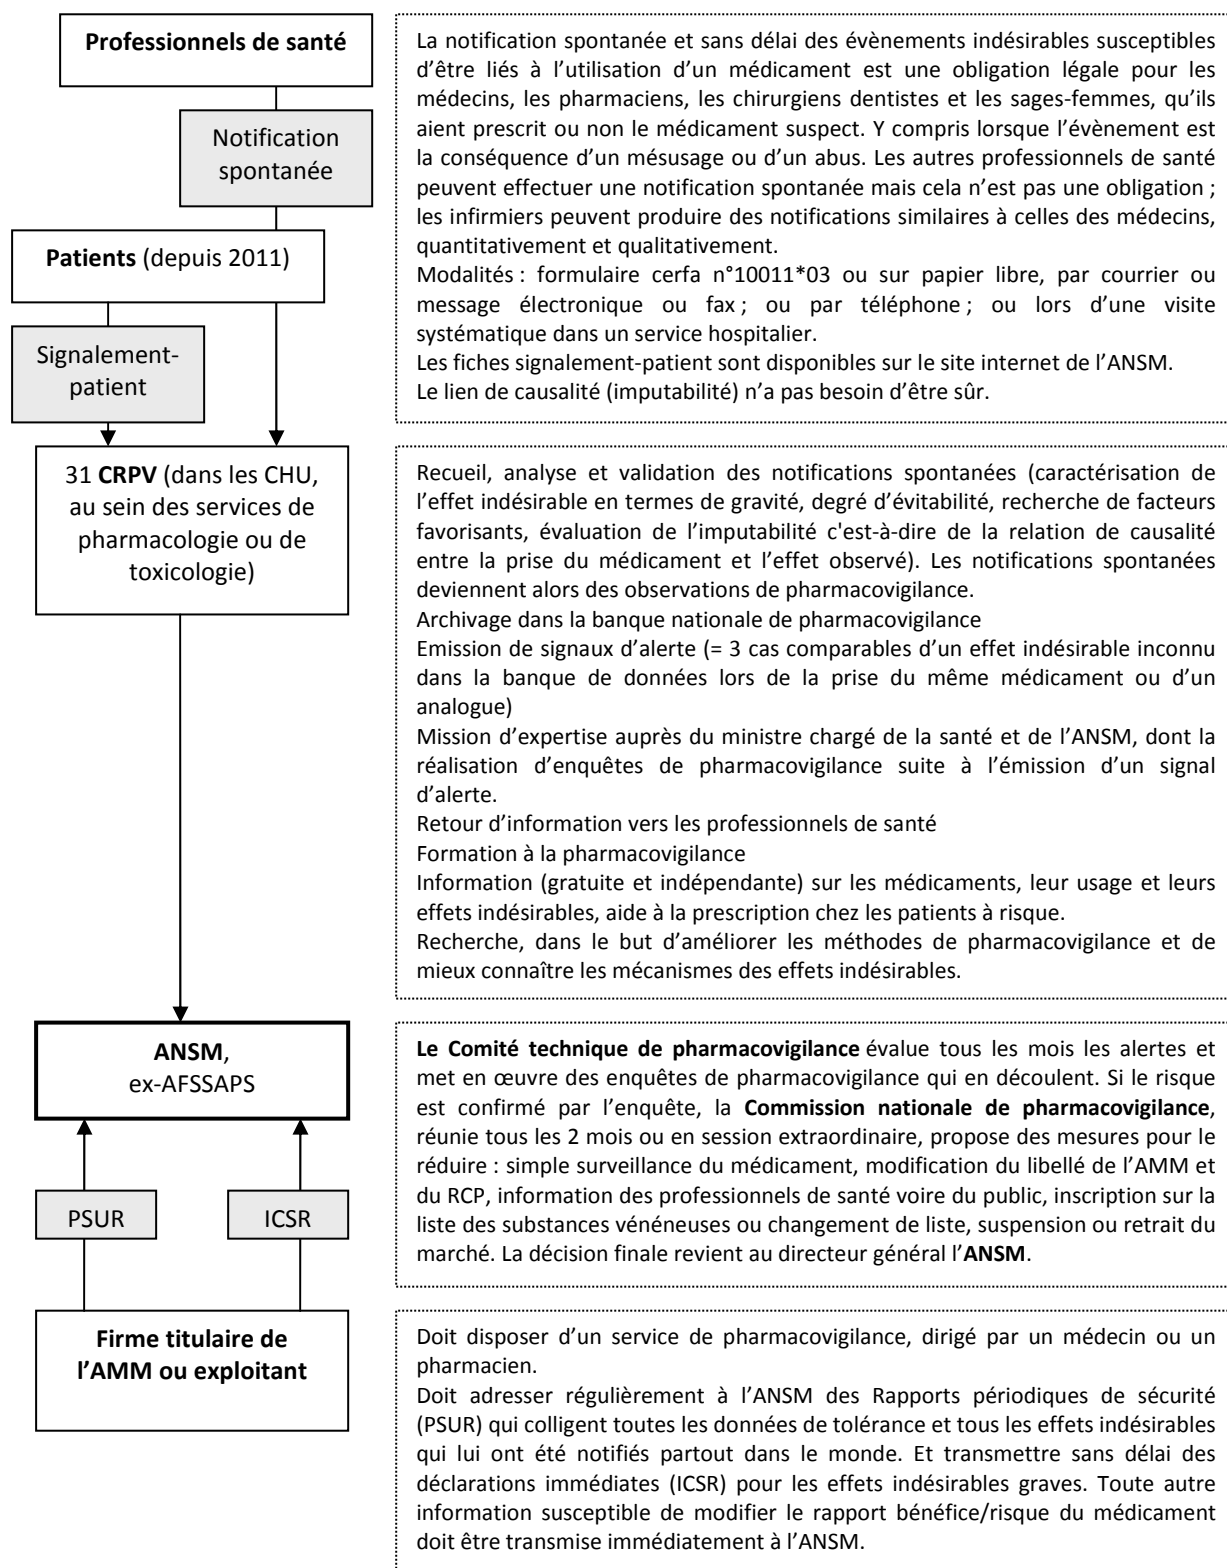 Professionnels de santé
Notification
spontanée
Patients (depuis 2011)
Signalement-
patient
La notification spontanée et sans délai des évènements indésirables susceptibles
d’être liés à l’utilisation d’un médicament est une obligation légale pour les
médecins, les pharmaciens, les chirurgiens dentistes et les sages-femmes, qu’ils
aient prescrit ou non le médicament suspect. Y compris lorsque l’évènement est
la conséquence d’un mésusage ou d’un abus. Les autres professionnels de santé
peuvent effectuer une notification spontanée mais cela n’est pas une obligation ;
les infirmiers peuvent produire des notifications similaires à celles des médecins,
quantitativement et qualitativement.
Modalités : formulaire cerfa n°10011*03 ou sur papier libre, par courrier ou
message électronique ou fax ; ou par téléphone ; ou lors d’une visite
systématique dans un service hospitalier.
Les fiches signalement-patient sont disponibles sur le site internet de l’ANSM.
Le lien de causalité (imputabilité) n’a pas besoin d’être sûr.
31 CRPV (dans les CHU,
au sein des services de
pharmacologie ou de
toxicologie)
Recueil, analyse et validation des notifications spontanées (caractérisation de
l’effet indésirable en termes de gravité, degré d’évitabilité, recherche de facteurs
favorisants, évaluation de l’imputabilité c'est-à-dire de la relation de causalité
entre la prise du médicament et l’effet observé). Les notifications spontanées
deviennent alors des observations de pharmacovigilance.
Archivage dans la banque nationale de pharmacovigilance
Emission de signaux d’alerte (= 3 cas comparables d’un effet indésirable inconnu
dans la banque de données lors de la prise du même médicament ou d’un
analogue)
Mission d’expertise auprès du ministre chargé de la santé et de l’ANSM, dont la
réalisation d’enquêtes de pharmacovigilance suite à l’émission d’un signal
d’alerte.
Retour d’information vers les professionnels de santé
Formation à la pharmacovigilance
Information (gratuite et indépendante) sur les médicaments, leur usage et leurs
effets indésirables, aide à la prescription chez les patients à risque.
Recherche, dans le but d’améliorer les méthodes de pharmacovigilance et de
mieux connaître les mécanismes des effets indésirables.
ANSM,
ex-AFSSAPS
PSUR
ICSR
Le Comité technique de pharmacovigilance évalue tous les mois les alertes et
met en œuvre des enquêtes de pharmacovigilance qui en découlent. Si le risque
est confirmé par l’enquête, la Commission nationale de pharmacovigilance,
réunie tous les 2 mois ou en session extraordinaire, propose des mesures pour le
réduire : simple surveillance du médicament, modification du libellé de l’AMM et
du RCP, information des professionnels de santé voire du public, inscription sur la
liste des substances vénéneuses ou changement de liste, suspension ou retrait du
marché. La décision finale revient au directeur général l’ANSM.
Firme titulaire de
l’AMM ou exploitant
Doit disposer d’un service de pharmacovigilance, dirigé par un médecin ou un
pharmacien.
Doit adresser régulièrement à l’ANSM des Rapports périodiques de sécurité
(PSUR) qui colligent toutes les données de tolérance et tous les effets indésirables
qui lui ont été notifiés partout dans le monde. Et transmettre sans délai des
déclarations immédiates (ICSR) pour les effets indésirables graves. Toute autre
information susceptible de modifier le rapport bénéfice/risque du médicament
doit être transmise immédiatement à l’ANSM.